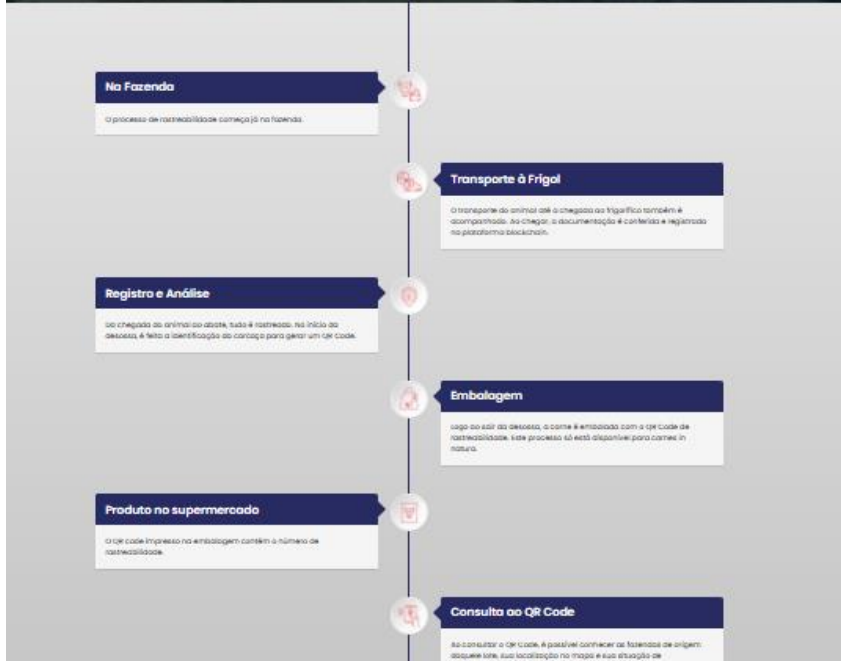 Na Fazenda
O processo de rastreabilidade começa já na fazenda.
Transporte à Frigol
O transporte do animal até a chegada ao frigorífico também é
acompanhado. Ao chegar, a documentação é conferida e registrada
na plataforma blockchain.
Registro e Análise
Da chegada do animal ao abate, tudo é rastreado. No início da
desossa, é feita a identificação da carcaça para gerar um QR Code.
Embalagem
Logo ao sair da desossa, a carne é embalada com o QR Code de
rastreabilidade. Este processo só está disponível para carnes in
natura.
Produto no supermercado
O QR code impresso na embalagem contém o número de
rastreabilidade.
Consulta ao QR Code
Ao consultar o QR Code, é possível conhecer as fazendas de origem
daquele lote, sua localização no mapa e sua situação de